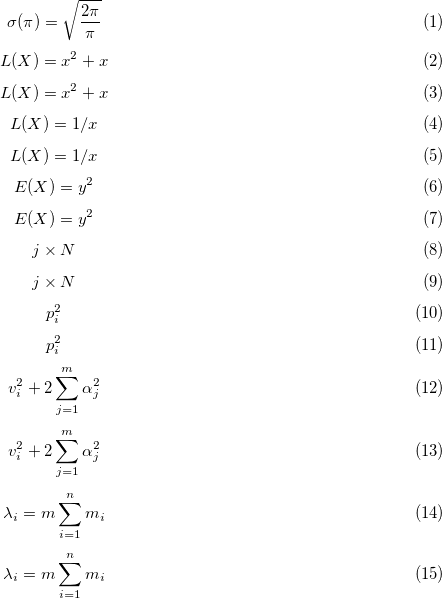 σ(π) = √(2π/π) (1)
L(X) = x² + x (2)
L(X) = x² + x (3)
L(X) = 1/x (4)
L(X) = 1/x (5)
E(X) = y² (6)
E(X) = y² (7)
j × N (8)
j × N (9)
p_i² (10)
p_i² (11)
v_i² + 2 ∑_{j=1}^{m} α_j² (12)
v_i² + 2 ∑_{j=1}^{m} α_j² (13)
λ_i = m ∑_{i=1}^{n} m_i (14)
λ_i = m ∑_{i=1}^{n} m_i (15)